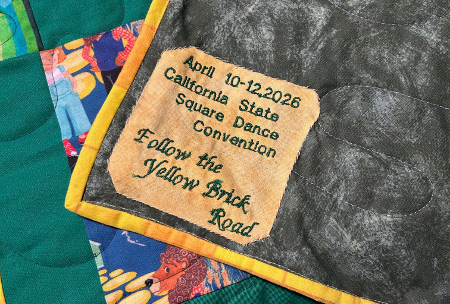 April 10-12,2026
California State
Square Dance
Convention
Follow the
Yellow Brick
Road